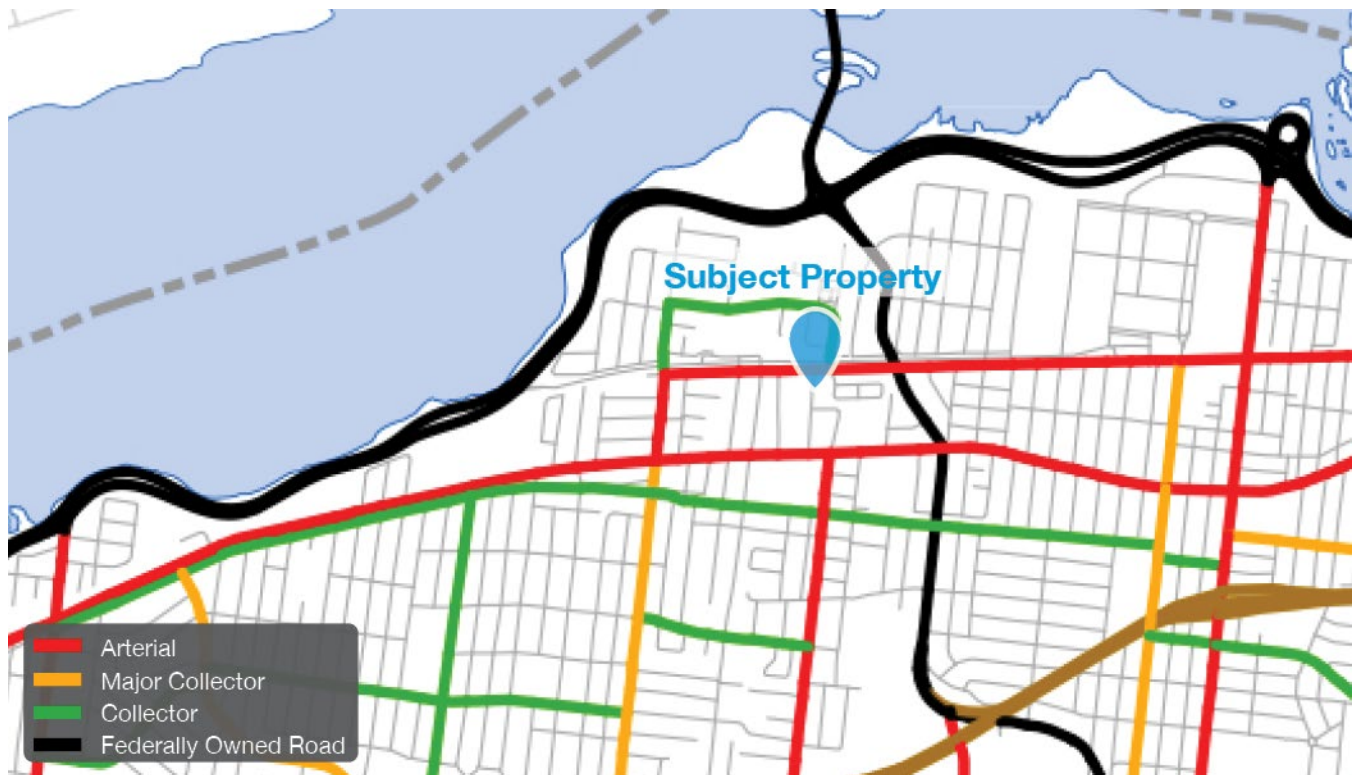 Subject Property
Arterial
Major Collector
Collector
Federally Owned Road